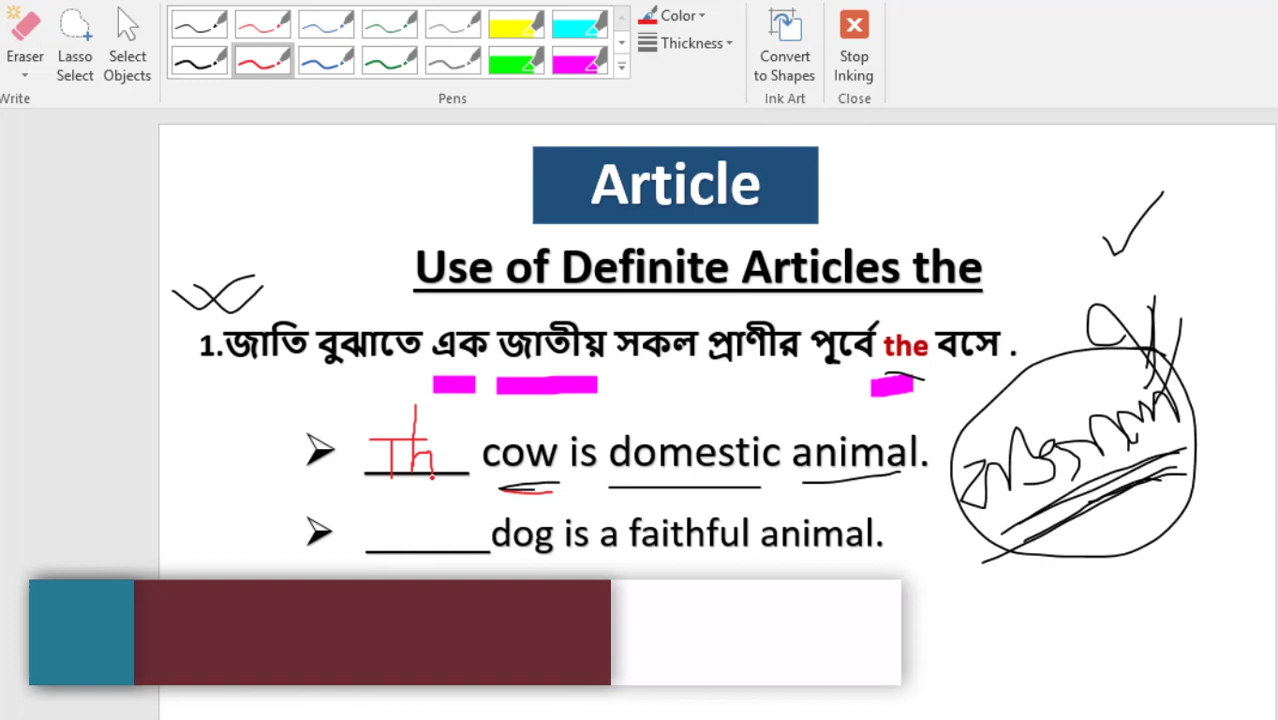 Eraser
Lasso Select
Select Objects
Color
Thickness
Convert to Shapes
Stop Inking
Write
Pens
Ink Art
Close
Article
Use of Definite Articles the
1.জাতি বুঝাতে এক জাতীয় সকল প্রাণীর পূর্বে the বসে .
➢ Th cow is domestic animal.
➢ ______dog is a faithful animal.